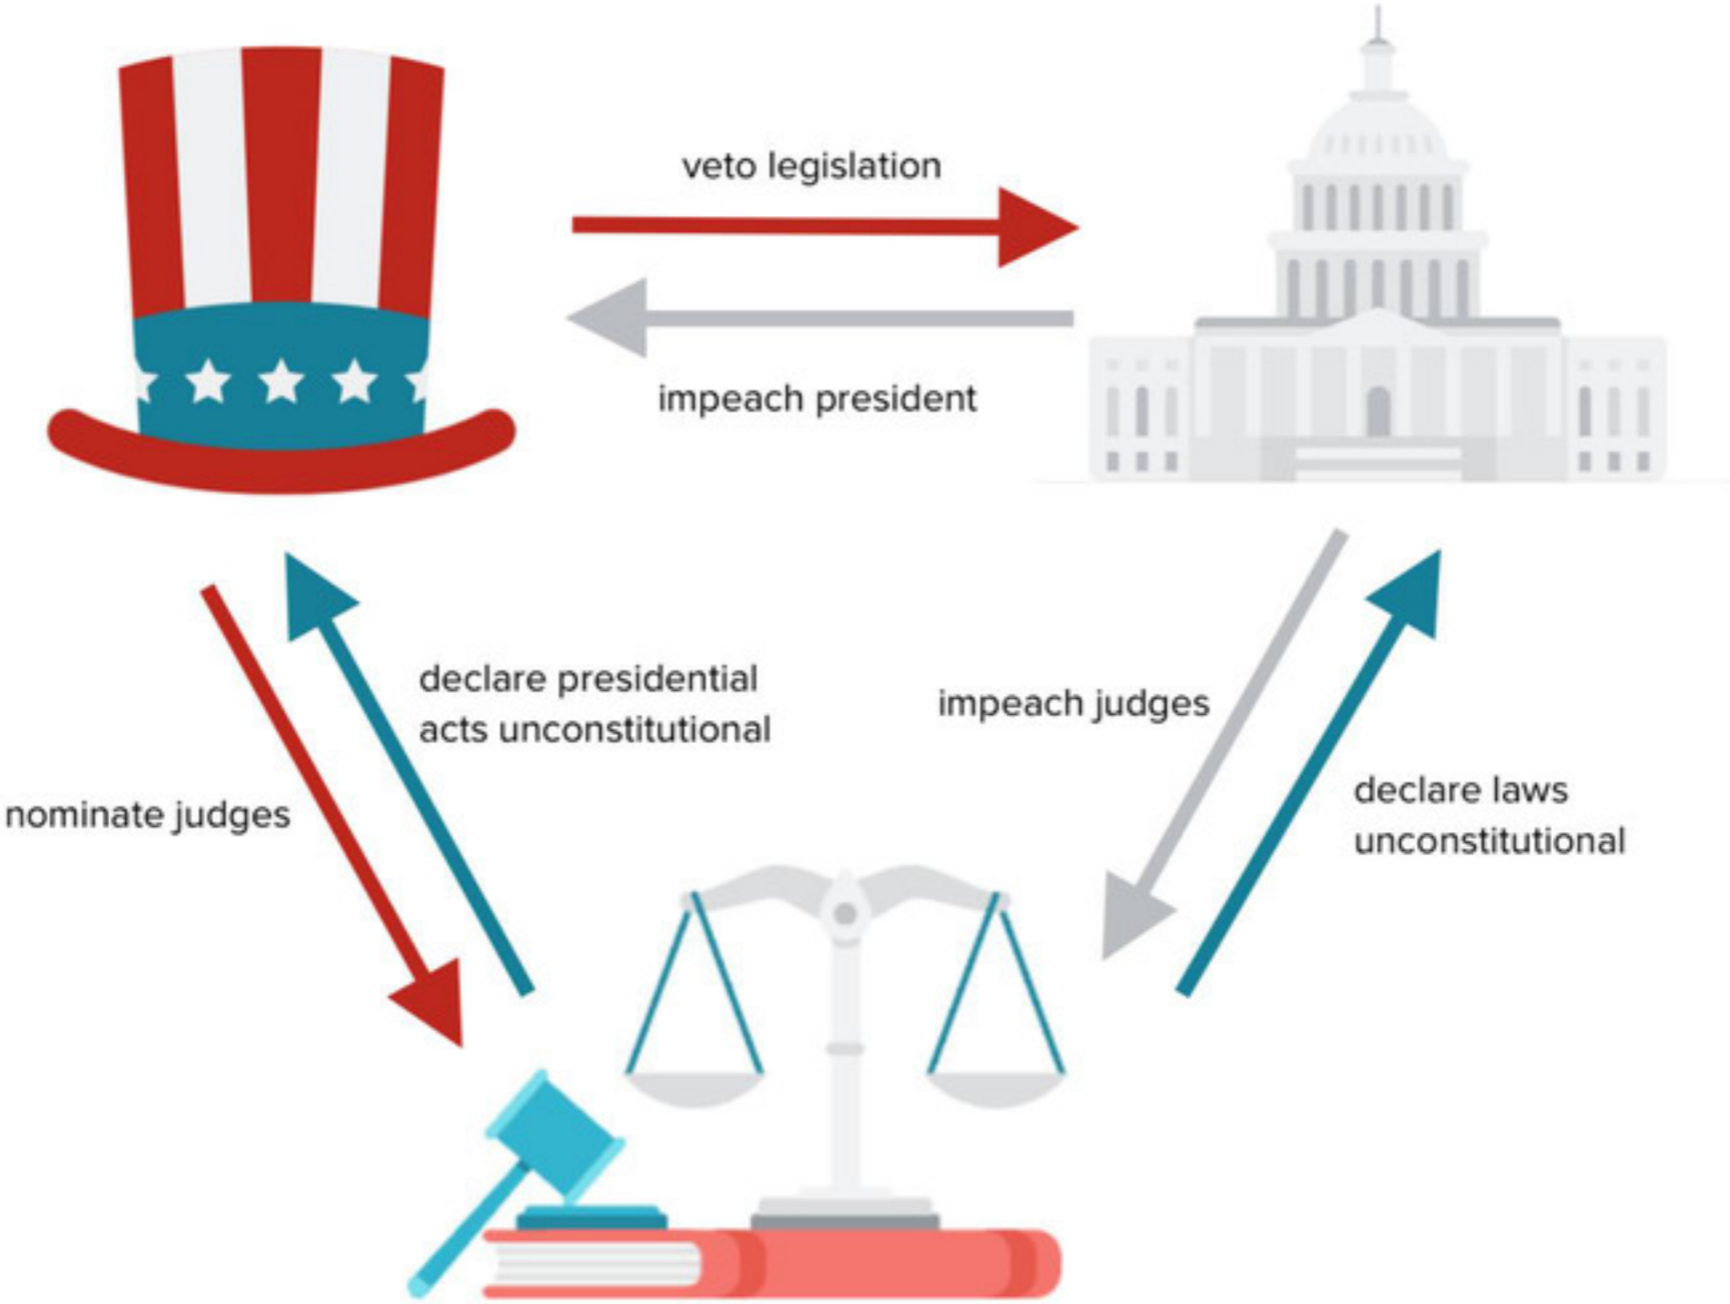 veto legislation
impeach president
declare presidential
acts unconstitutional
nominate judges
impeach judges
declare laws
unconstitutional